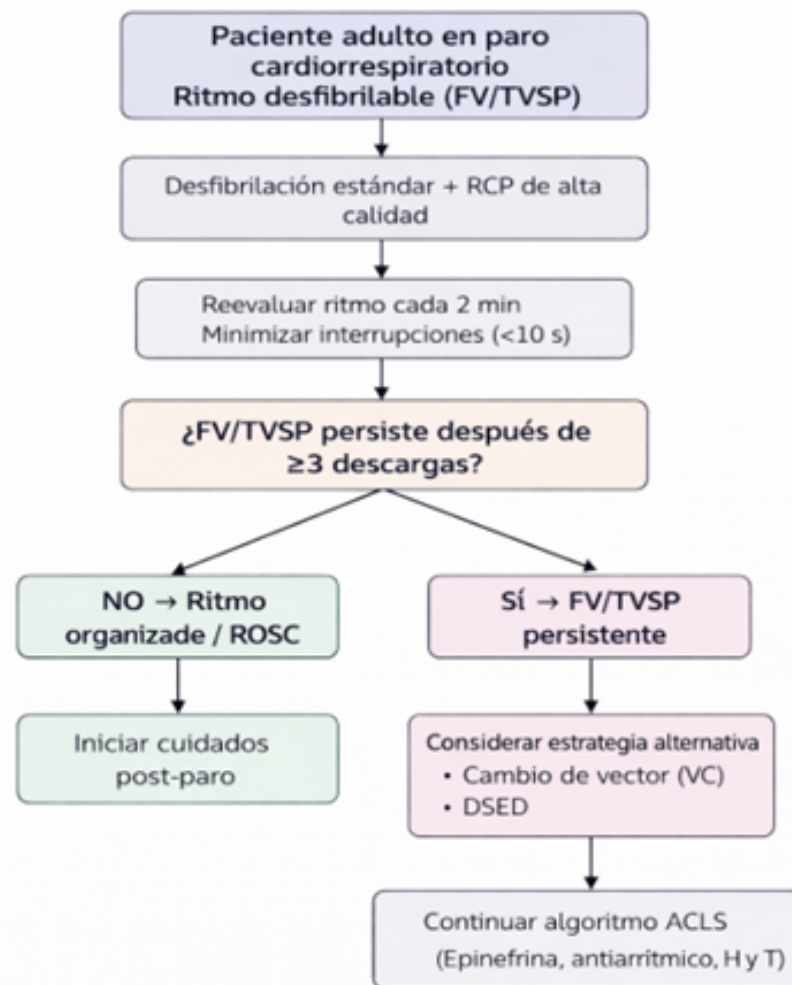 Paciente adulto en paro
cardiorrespiratorio
Ritmo desfibrilable (FV/TVSP)
Desfibrilación estándar + RCP de alta
calidad
Reevaluar ritmo cada 2 min
Minimizar interrupciones (<10 s)
¿FV/TVSP persiste después de
≥3 descargas?
NO → Ritmo
organizade / ROSC
SÍ → FV/TVSP
persistente
Iniciar cuidados
post-paro
Considerar estrategia alternativa
• Cambio de vector (VC)
• DSED
Continuar algoritmo ACLS
(Epinefrina, antiarrítmico, H y T)